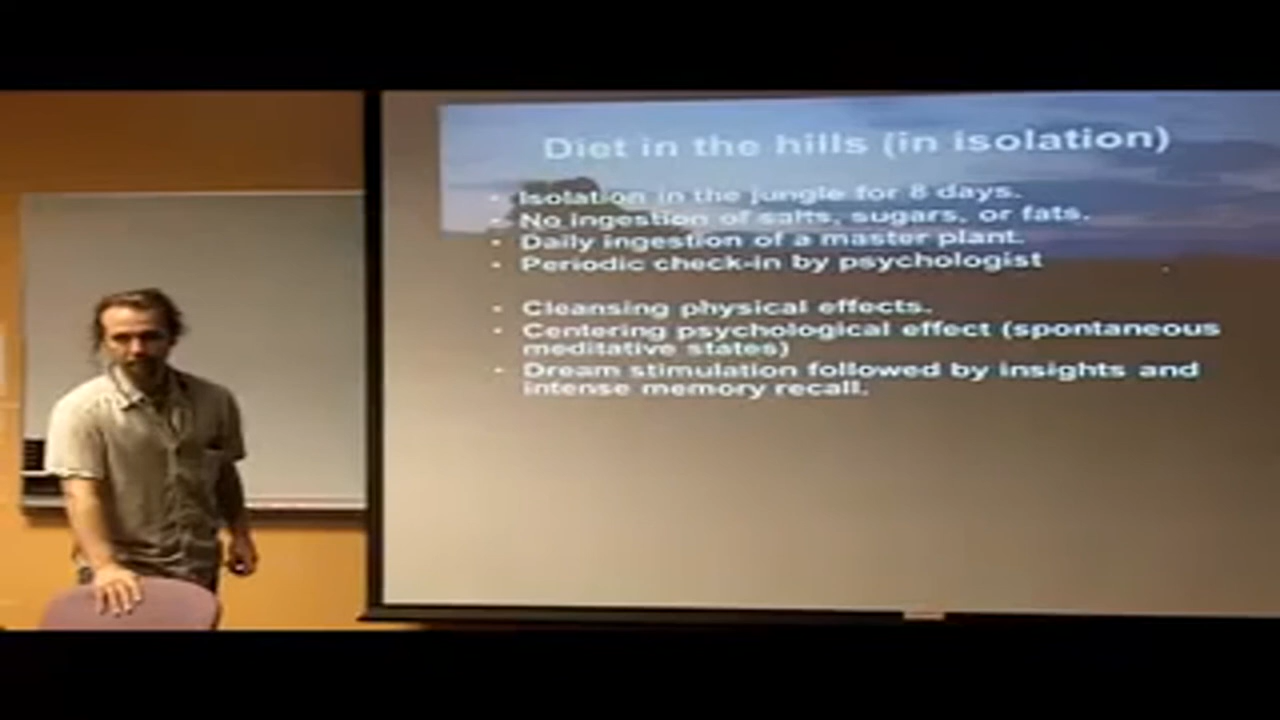 Diet in the hills (in isolation)
- Isolation in the jungle for 8 days.
- No ingestion of salts, sugars, or fats.
- Daily ingestion of a master plant.
- Periodic check-in by psychologist
- Cleansing physical effects.
- Centering psychological effect (spontaneous
meditative states)
- Dream stimulation followed by insights and
intense memory recall.